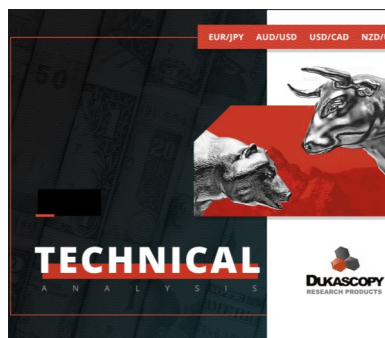 EUR/JPY AUD/USD USD/CAD
TECHNICAL
ANALYSIS
DUKASCOPY
RESEARCH PRODUCTS